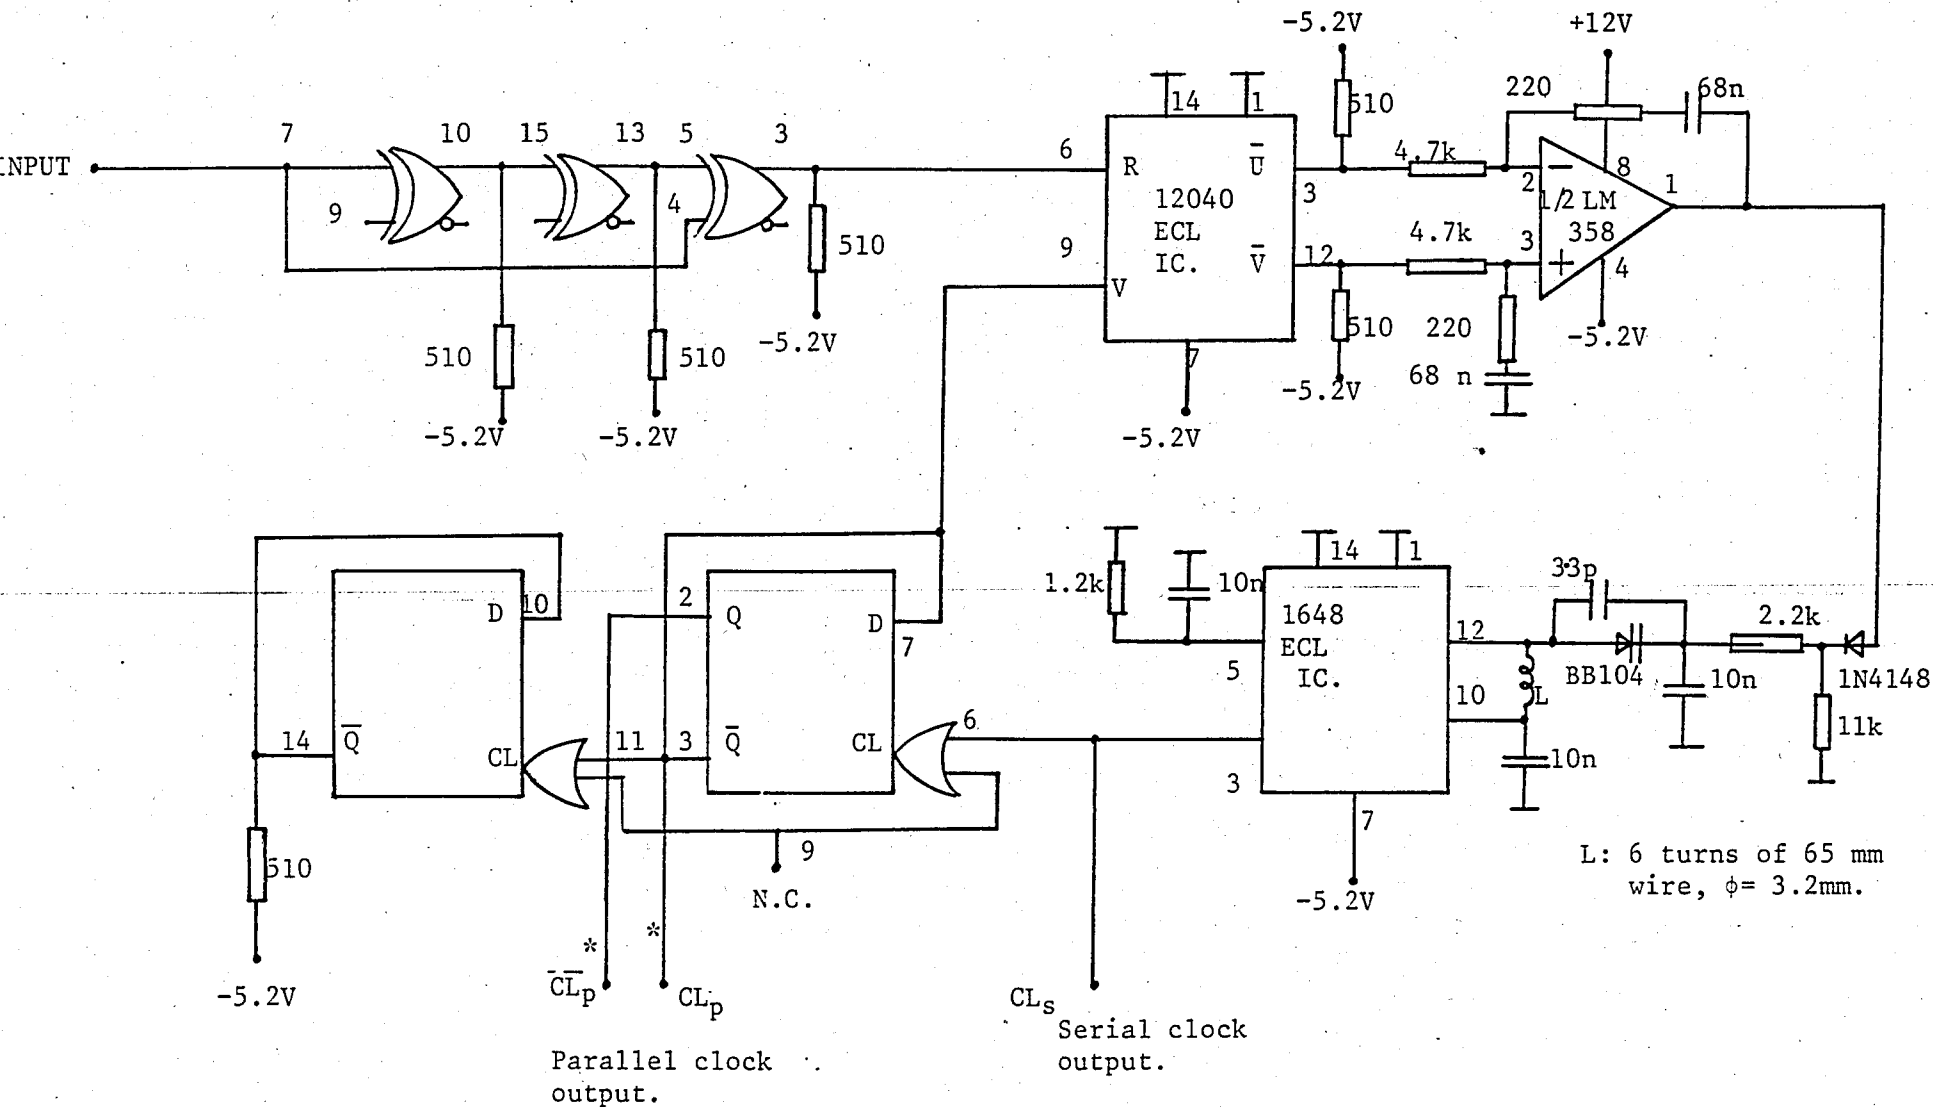 -5.2V
+12V
220
68n
14
1
510
7
10
15
13
5
3
6
4.7k
INPUT
R
U̅
8
2
1
9
4
12040
3
1/2 LM
ECL
4.7k
358
510
9
IC.
V̅
12
3
4
V
-5.2V
510
220
-5.2V
510
510
7
68 n
-5.2V
-5.2V
-5.2V
-5.2V
14
1
33p
1.2k
10n
2
1648
2.2k
D
10
Q
D
12
ECL
7
5
IC.
BB104
10n
1N4148
10
L
6
11k
14
Q̅
11
3
Q̅
CL
CL
10n
3
7
9
L: 6 turns of 65 mm
wire, ϕ= 3.2mm.
510
N.C.
-5.2V
*
*
-5.2V
C̅L̅p
CLp
CLs
Serial clock
output.
Parallel clock
output.